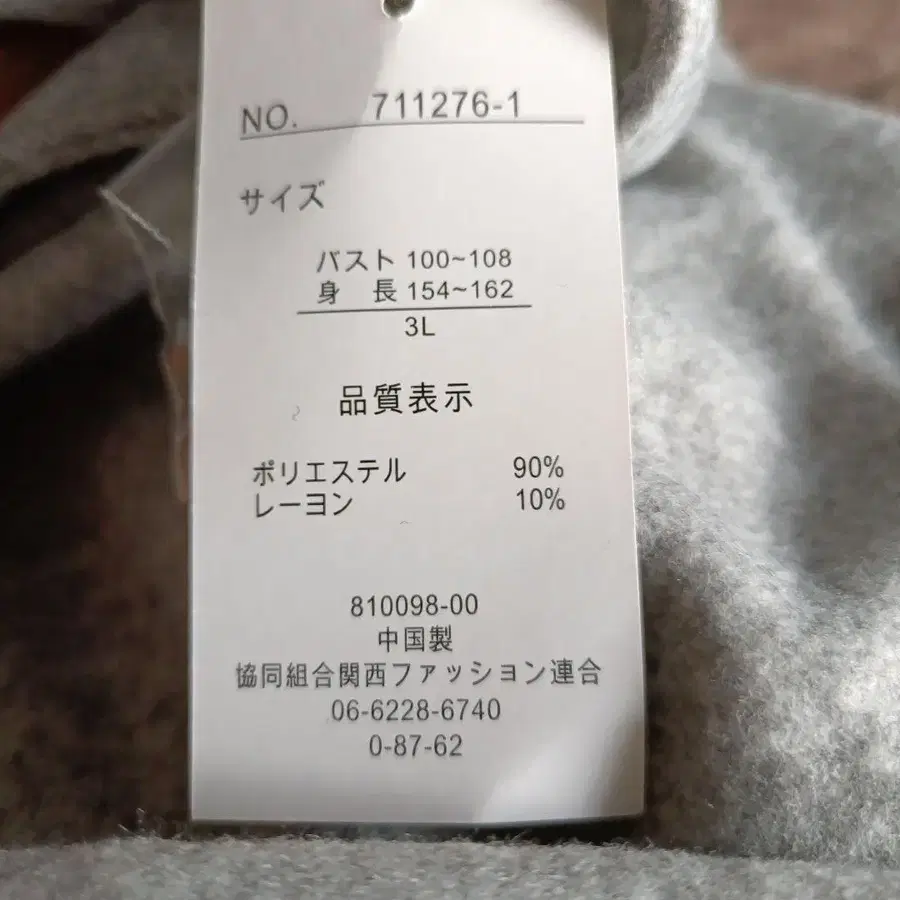 NO. 711276-1
サイズ
バスト 100~108
身 長 154~162
3L
品質表示
ポリエステル 90%
レーヨン 10%
810098-00
中国製
協同組合関西ファッション連合
06-6228-6740
0-87-62